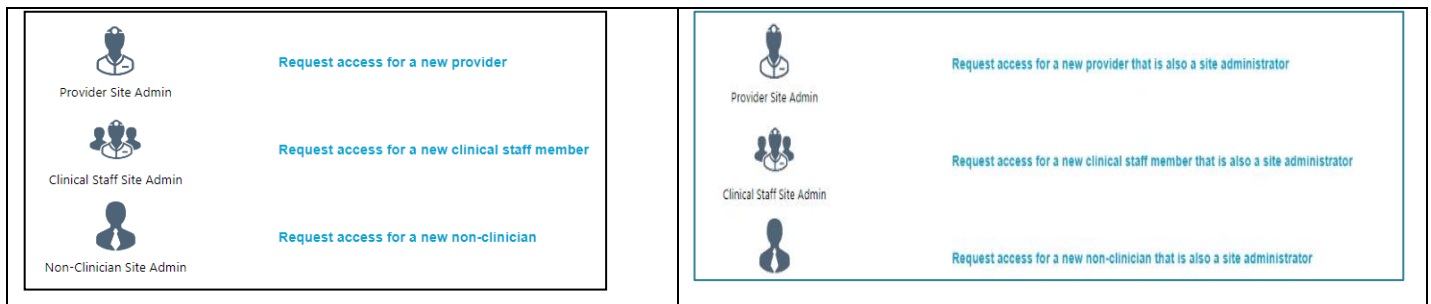 Request access for a new provider
Provider Site Admin
Request access for a new clinical staff member
Clinical Staff Site Admin
Request access for a new non-clinician
Non-Clinician Site Admin
Request access for a new provider that is also a site administrator
Provider Site Admin
Request access for a new clinical staff member that is also a site administrator
Clinical Staff Site Admin
Request access for a new non-clinician that is also a site administrator